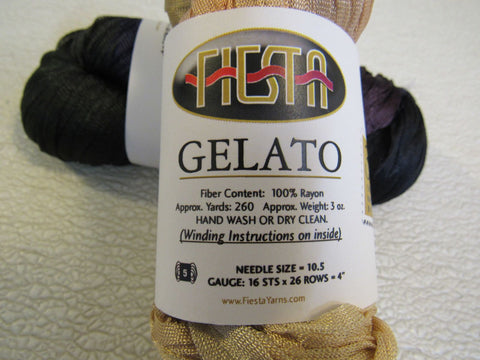 FIESTA
GELATO
Fiber Content: 100% Rayon
Approx. Yards: 260 Approx. Weight: 3 oz.
HAND WASH OR DRY CLEAN.
(Winding Instructions on inside)
5
NEEDLE SIZE = 10.5
GAUGE: 16 STS x 26 ROWS = 4"
www.FiestaYarns.com